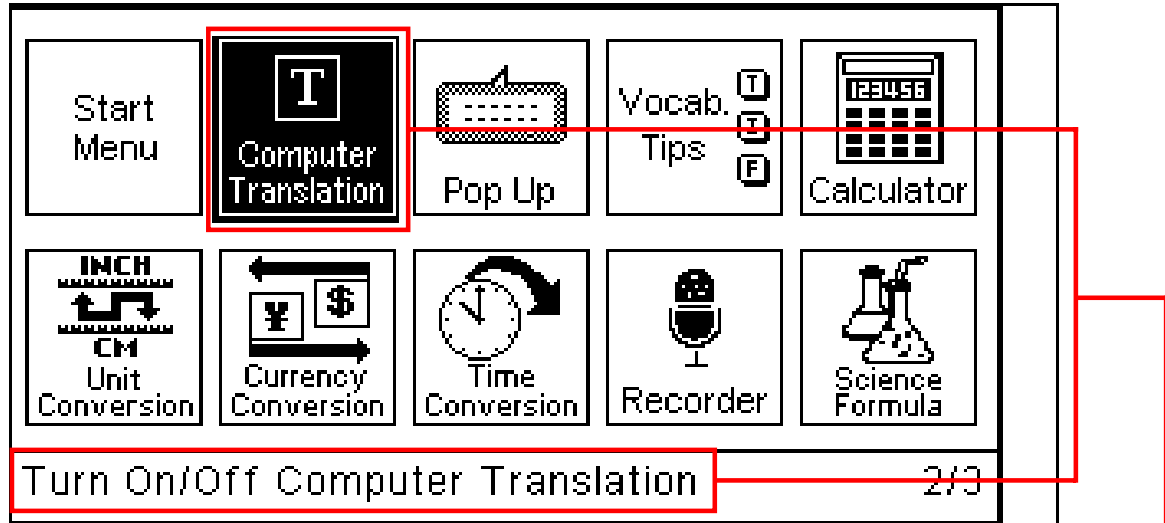 Start
Menu
T
Computer
Translation
Pop Up
Vocab.
Tips
T
I
F
123456
Calculator
INCH
CM
Unit
Conversion
¥ $
Currency
Conversion
Time
Conversion
Recorder
Science
Formula
Turn On/Off Computer Translation 2/3